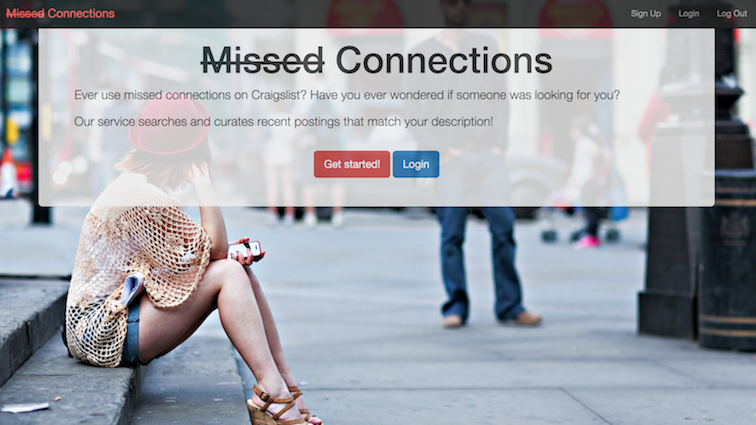 Missed Connections
Sign Up
Login
Log Out
Missed Connections
Ever use missed connections on Craigslist? Have you ever wondered if someone was looking for you?
Our service searches and curates recent postings that match your description!
Get started!
Login